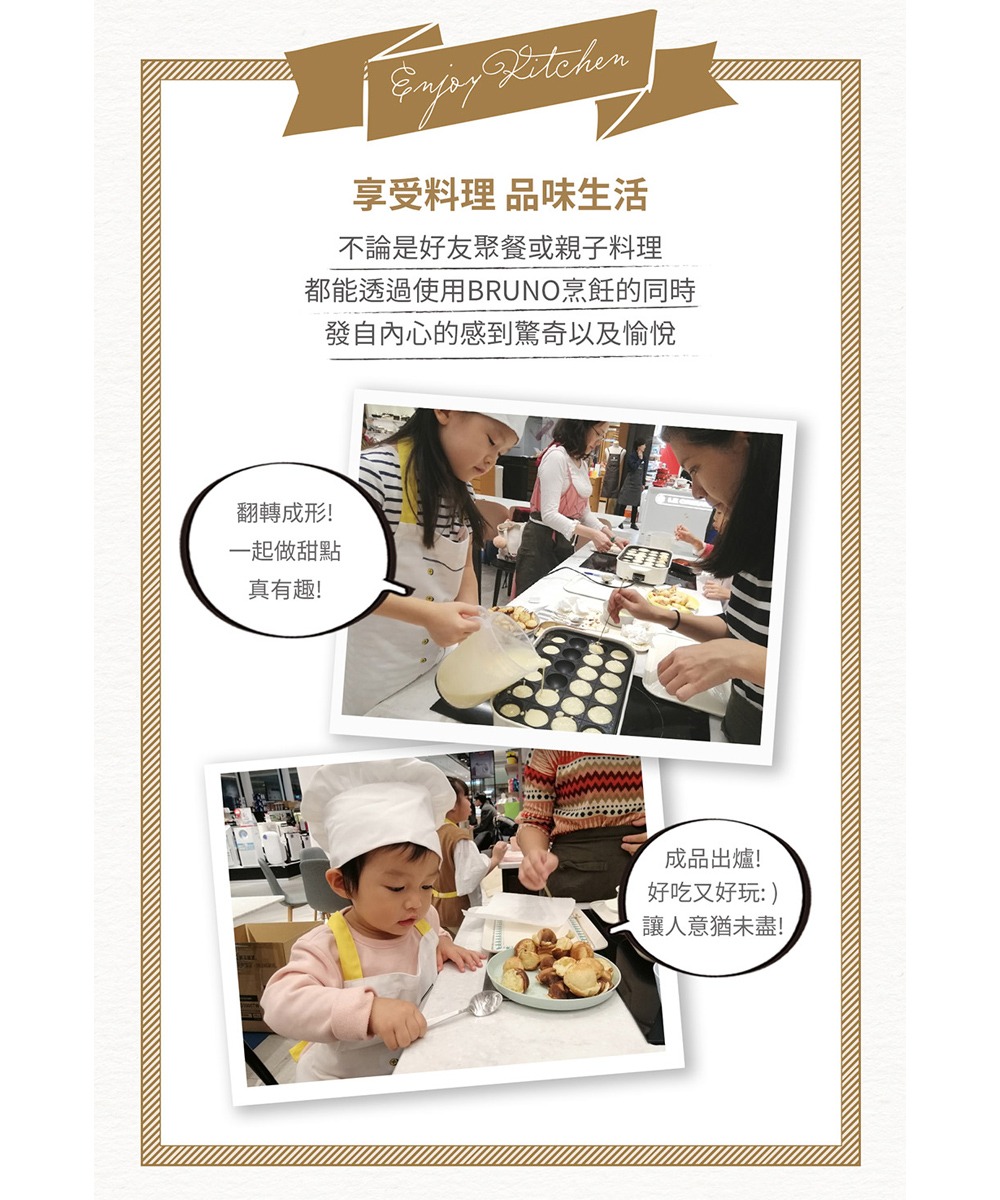 Enjoy Kitchen
享受料理 品味生活
不論是好友聚餐或親子料理
都能透過使用BRUNO烹飪的同時
發自內心的感到驚奇以及愉悅
翻轉成形!
一起做甜點
真有趣!
成品出爐!
好吃又好玩: )
讓人意猶未盡!